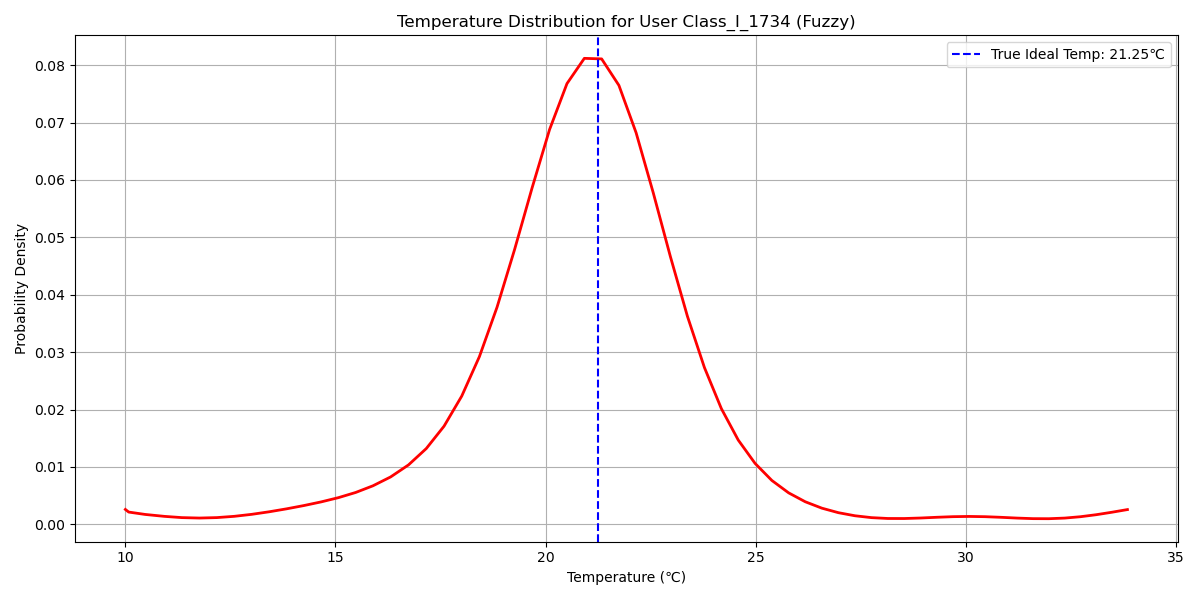 Temperature Distribution for User Class_I_1734 (Fuzzy)
True Ideal Temp: 21.25℃
Probability Density
0.08
0.07
0.06
0.05
0.04
0.03
0.02
0.01
0.00
10 15 20 25 30 35
Temperature (℃)